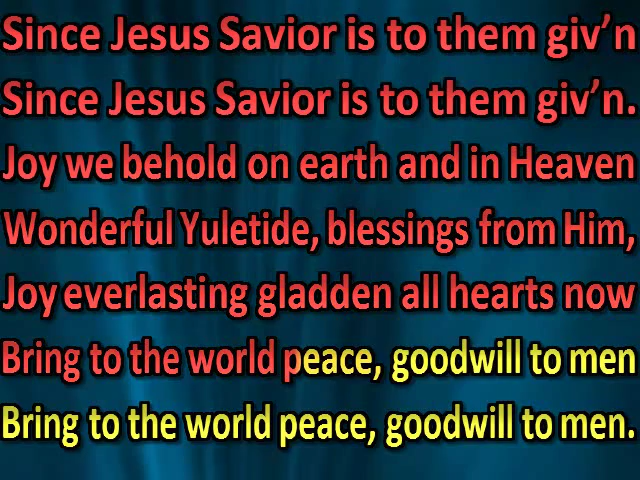 Since Jesus Savior is to them giv’n
Since Jesus Savior is to them giv’n.
Joy we behold on earth and in Heaven
Wonderful Yuletide, blessings from Him,
Joy everlasting gladden all hearts now
Bring to the world peace, goodwill to men
Bring to the world peace, goodwill to men.